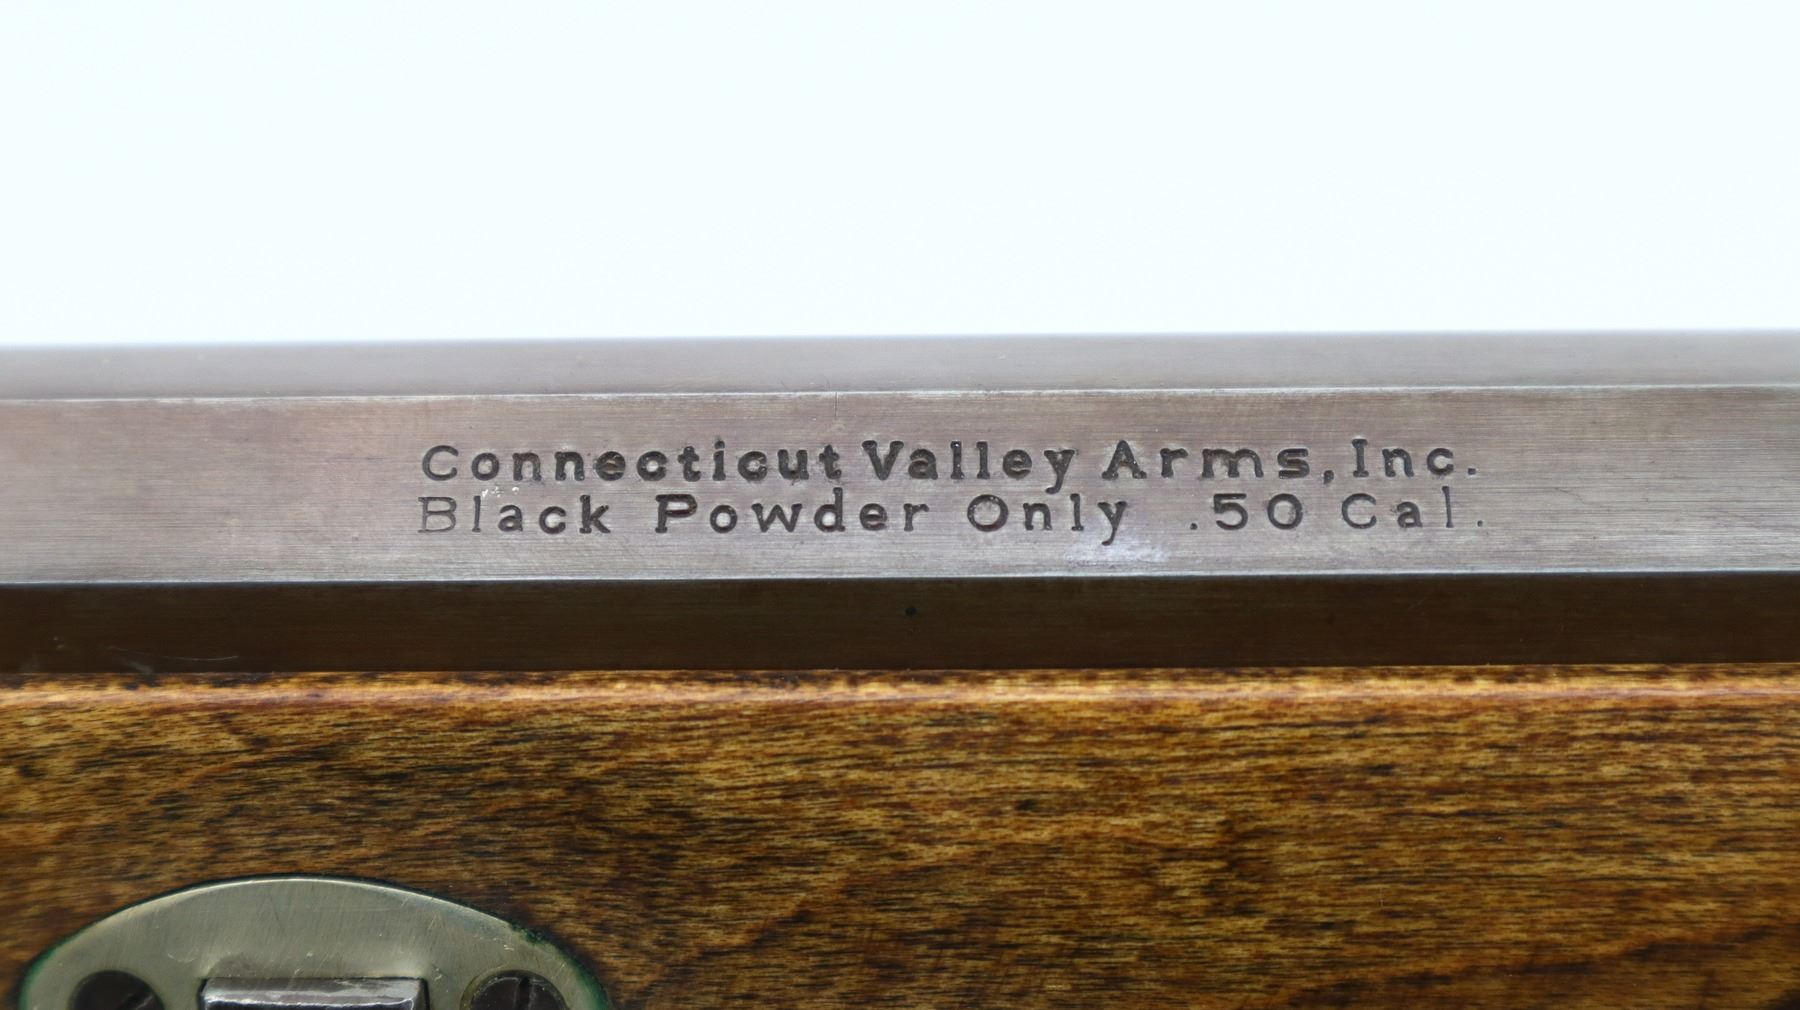 Connecticut Valley Arms, Inc.
Black Powder Only .50 Cal.